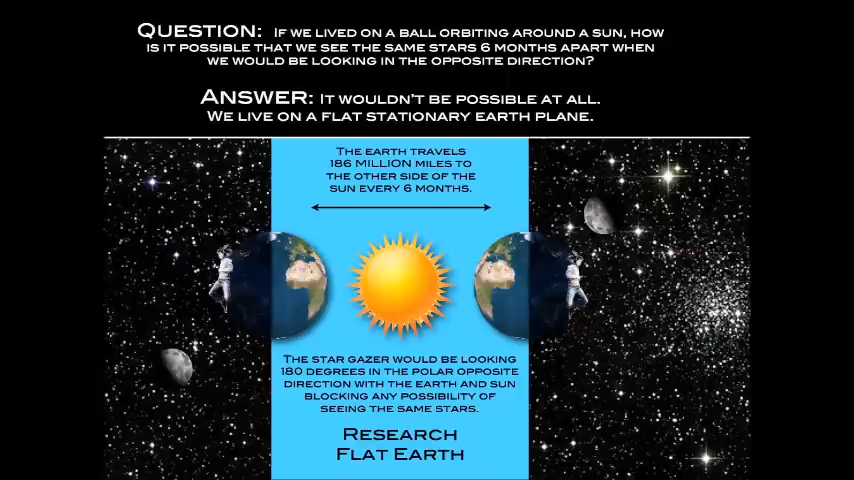 QUESTION: IF WE LIVED ON A BALL ORBITING AROUND A SUN, HOW
IS IT POSSIBLE THAT WE SEE THE SAME STARS 6 MONTHS APART WHEN
WE WOULD BE LOOKING IN THE OPPOSITE DIRECTION?
ANSWER: IT WOULDN'T BE POSSIBLE AT ALL.
WE LIVE ON A FLAT STATIONARY EARTH PLANE.
THE EARTH TRAVELS
186 MILLION MILES TO
THE OTHER SIDE OF THE
SUN EVERY 6 MONTHS.
THE STAR GAZER WOULD BE LOOKING
180 DEGREES IN THE POLAR OPPOSITE
DIRECTION WITH THE EARTH AND SUN
BLOCKING ANY POSSIBILITY OF
SEEING THE SAME STARS.
RESEARCH
FLAT EARTH